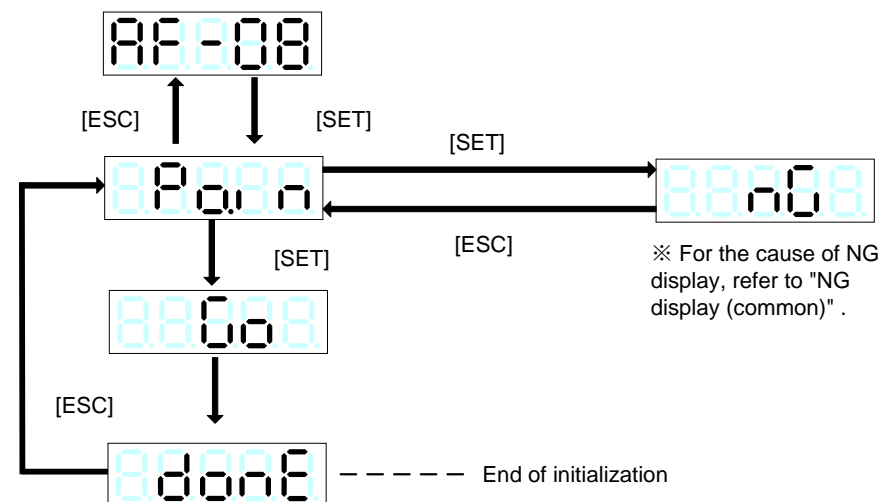 AF-08
[ESC]
[SET]
[SET]
Po.in
[ESC]
nG
[SET]
※ For the cause of NG
display, refer to "NG
display (common)" .
Go
[ESC]
donE
End of initialization